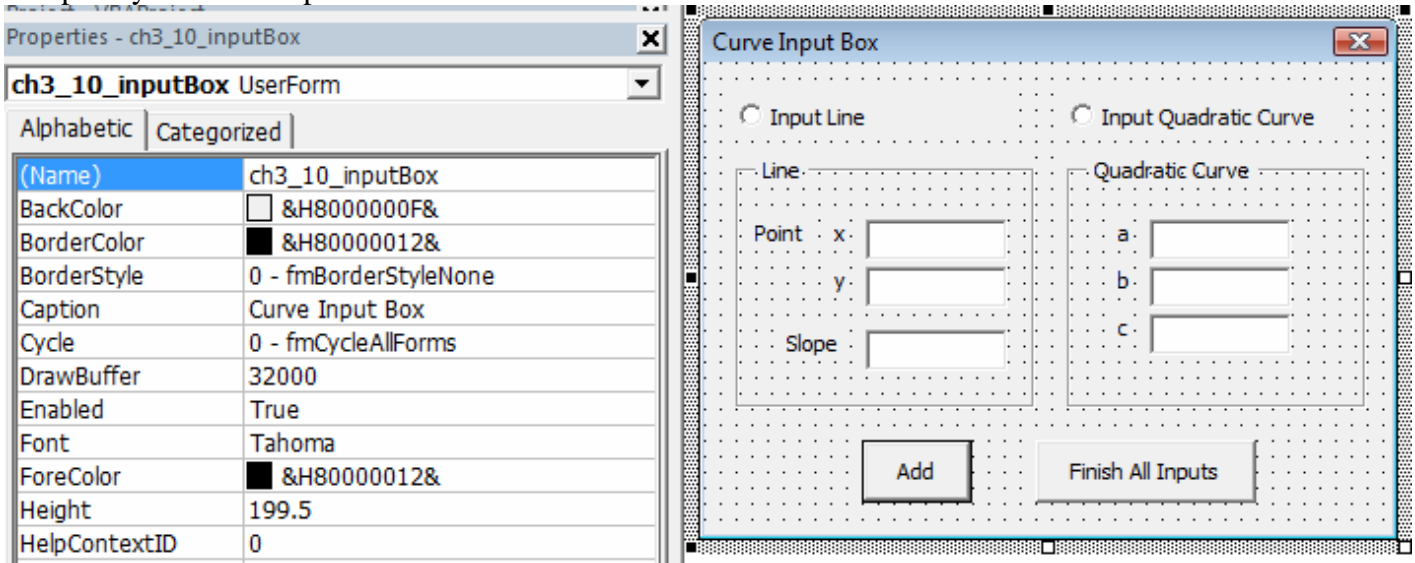 Properties - ch3_10_inputBox
ch3_10_inputBox UserForm
Alphabetic Categorized
(Name) ch3_10_inputBox
BackColor &H8000000F&
BorderColor &H80000012&
BorderStyle 0 - fmBorderStyleNone
Caption Curve Input Box
Cycle 0 - fmCycleAllForms
DrawBuffer 32000
Enabled True
Font Tahoma
ForeColor &H80000012&
Height 199.5
HelpContextID 0
Curve Input Box
Input Line Input Quadratic Curve
Line Quadratic Curve
Point x a
y b
Slope c
Add Finish All Inputs